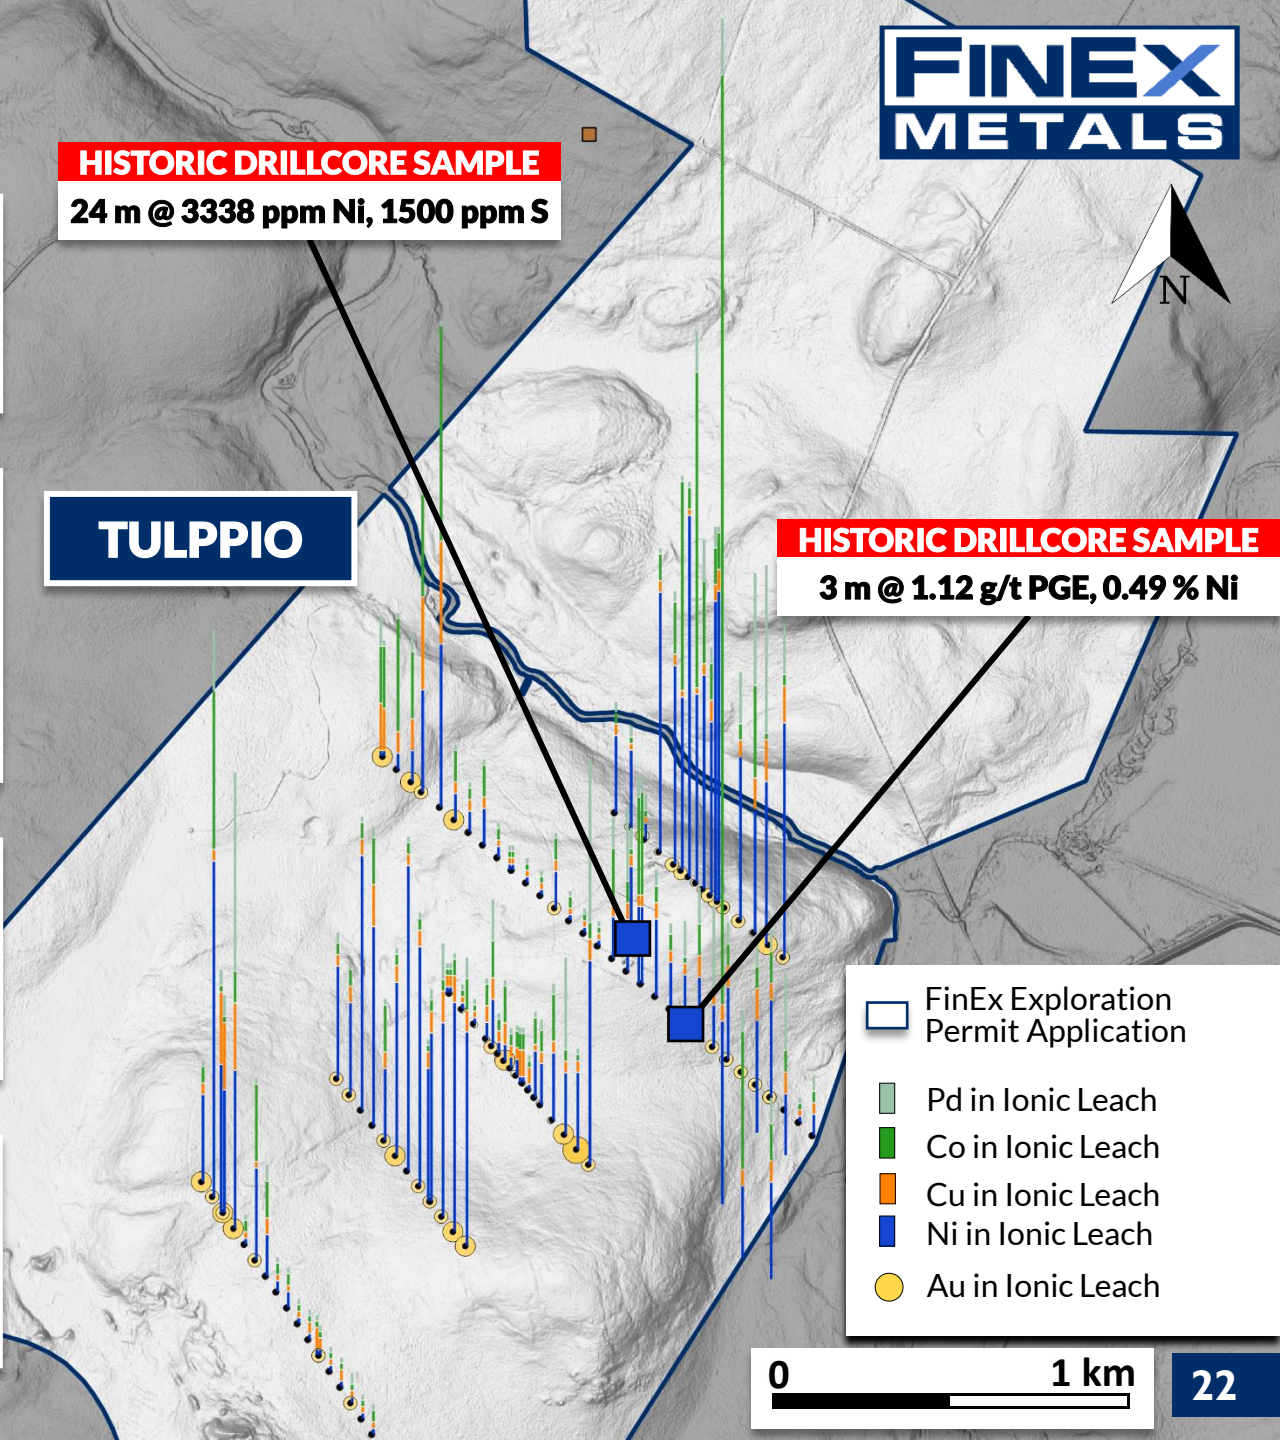 FINEX
METALS
HISTORIC DRILLCORE SAMPLE
24 m @ 3338 ppm Ni, 1500 ppm S
N
TULPPIO
HISTORIC DRILLCORE SAMPLE
3 m @ 1.12 g/t PGE, 0.49 % Ni
FinEx Exploration
Permit Application
Pd in Ionic Leach
Co in Ionic Leach
Cu in Ionic Leach
Ni in Ionic Leach
Au in Ionic Leach
0 1 km
22